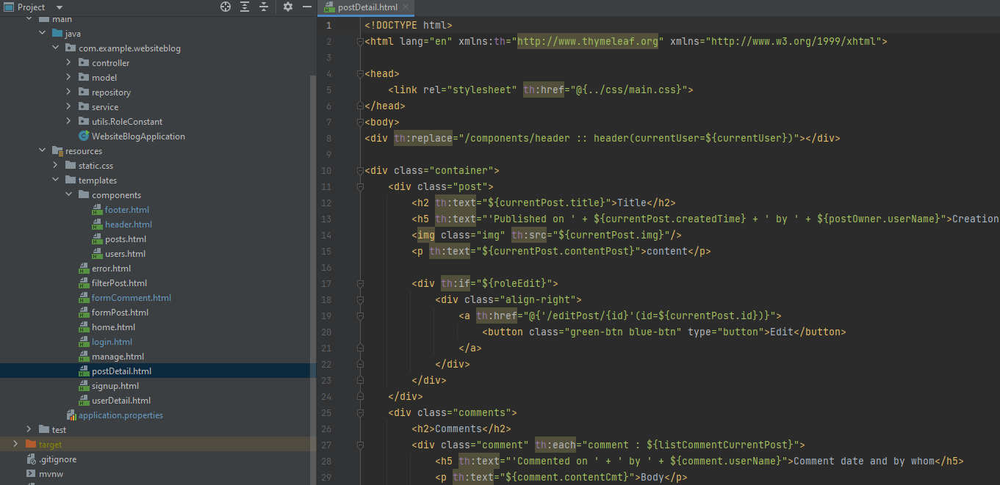 Project
main
java
com.example.websiteblog
controller
model
repository
service
utils.RoleConstant
WebsiteBlogApplication
resources
static.css
templates
components
footer.html
header.html
posts.html
users.html
error.html
filterPost.html
formComment.html
formPost.html
home.html
login.html
manage.html
postDetail.html
signup.html
userDetail.html
application.properties
test
target
.gitignore
mvnw
postDetail.html
1 <!DOCTYPE html>
2 <html lang="en" xmlns:th="http://www.thymeleaf.org" xmlns="http://www.w3.org/1999/xhtml">
3
4 <head>
5     <link rel="stylesheet" th:href="@{../css/main.css}">
6 </head>
7 <body>
8 <div th:replace="/components/header :: header(currentUser=${currentUser})"></div>
9
10 <div class="container">
11     <div class="post">
12         <h2 th:text="${currentPost.title}">Title</h2>
13         <h5 th:text="'Published on ' + ${currentPost.createdTime} + ' by ' + ${postOwner.userName}">Creation
14         <img class="img" th:src="${currentPost.img}"/>
15         <p th:text="${currentPost.contentPost}">content</p>
16
17         <div th:if="${roleEdit}">
18             <div class="align-right">
19                 <a th:href="@{'/editPost/{id}'(id=${currentPost.id})}">
20                     <button class="green-btn blue-btn" type="button">Edit</button>
21                 </a>
22             </div>
23         </div>
24     </div>
25     <div class="comments">
26         <h2>Comments</h2>
27         <div class="comment" th:each="comment : ${listCommentCurrentPost}">
28             <h5 th:text="'Commented on ' + ' by ' + ${comment.userName}">Comment date and by whom</h5>
29             <p th:text="${comment.contentCmt}">Body</p>